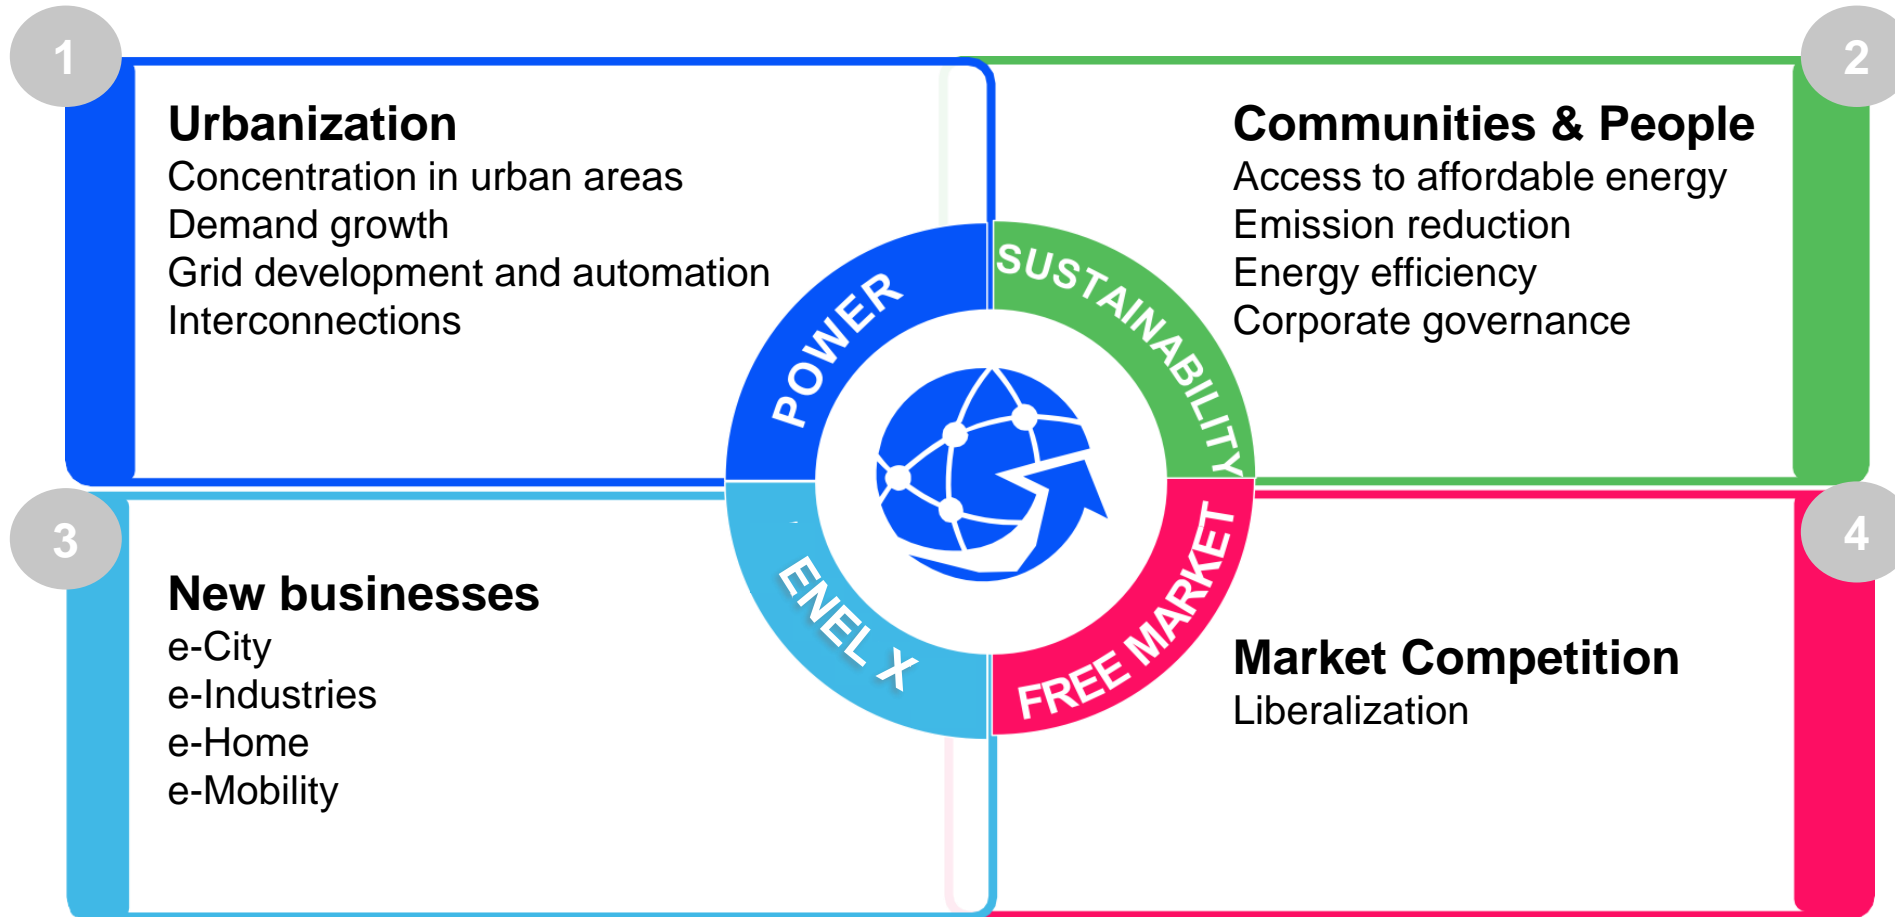 1
Urbanization
Concentration in urban areas
Demand growth
Grid development and automation
Interconnections
2
Communities & People
Access to affordable energy
Emission reduction
Energy efficiency
Corporate governance
POWER
SUSTAINABILITY
ENEL X
FREE MARKET
3
New businesses
e-City
e-Industries
e-Home
e-Mobility
4
Market Competition
Liberalization